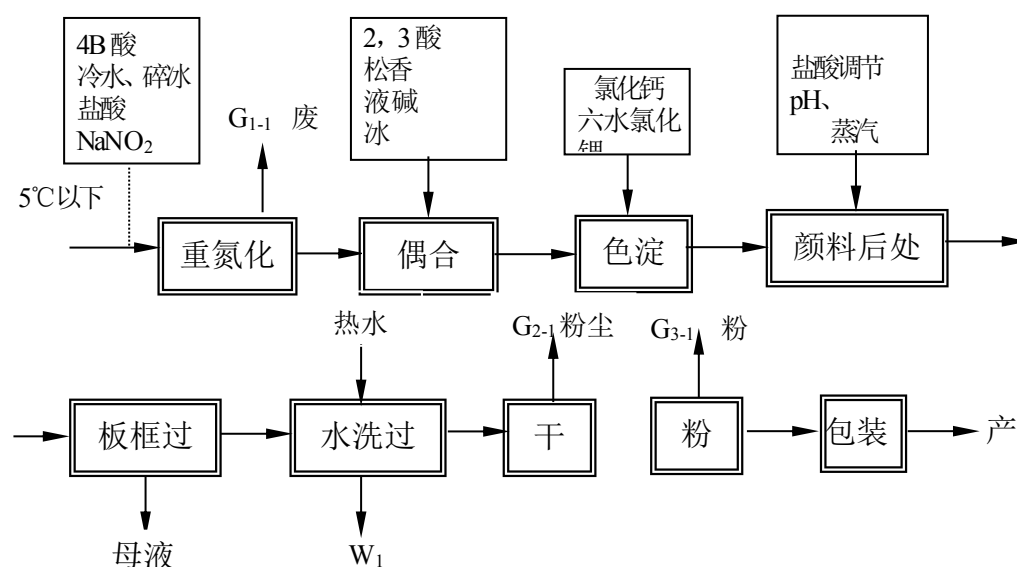 4B 酸
冷水、碎冰
盐酸
NaNO₂
2，3 酸
松香
液碱
冰
氯化钙
六水氯化
盐酸调节
pH、
蒸汽
G₁₋₁ 废
5℃以下
重氮化
偶合
色淀
颜料后处
热水
G₂₋₁粉尘
G₃₋₁ 粉
板框过
水洗过
干
粉
包装
产
母液
W₁